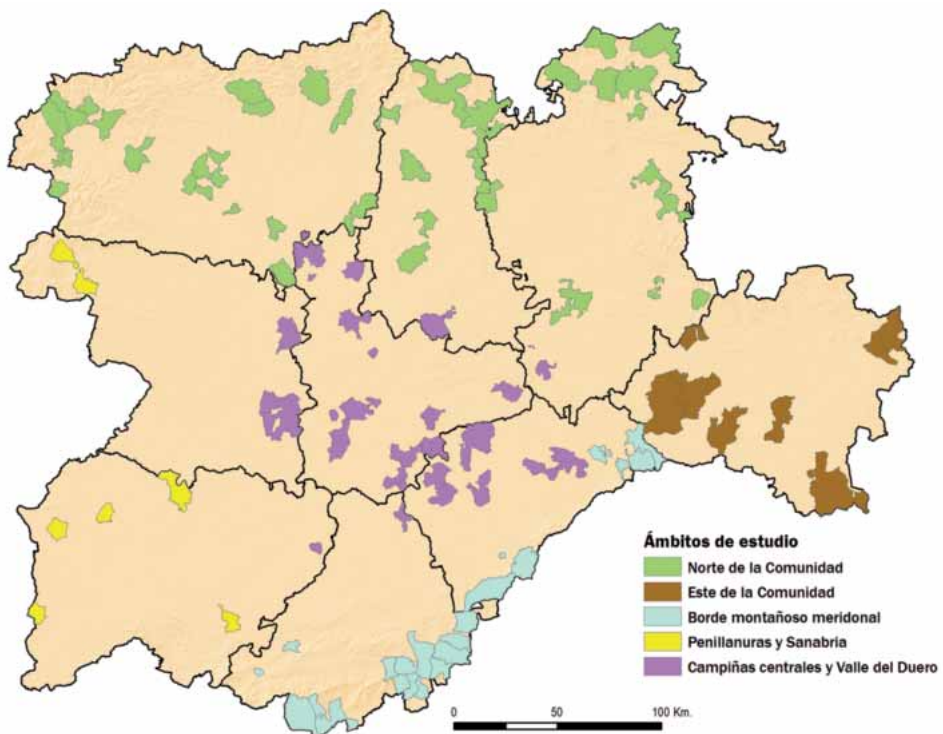 Ámbitos de estudio
Norte de la Comunidad
Este de la Comunidad
Borde montañoso meridonal
Penillanuras y Sanabria
Campiñas centrales y Valle del Duero
0 50 100 Km.